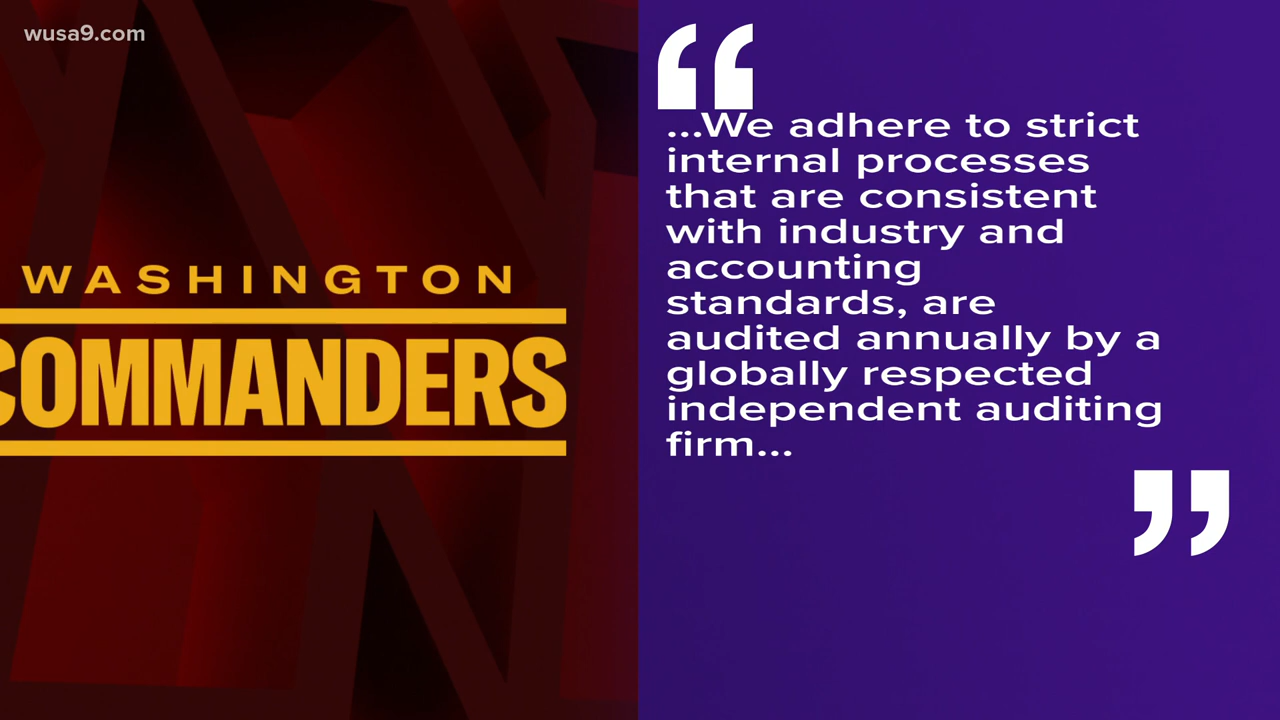 wusa9.com
WASHINGTON
COMMANDERS
“
...We adhere to strict
internal processes
that are consistent
with industry and
accounting
standards, are
audited annually by a
globally respected
independent auditing
firm...
”